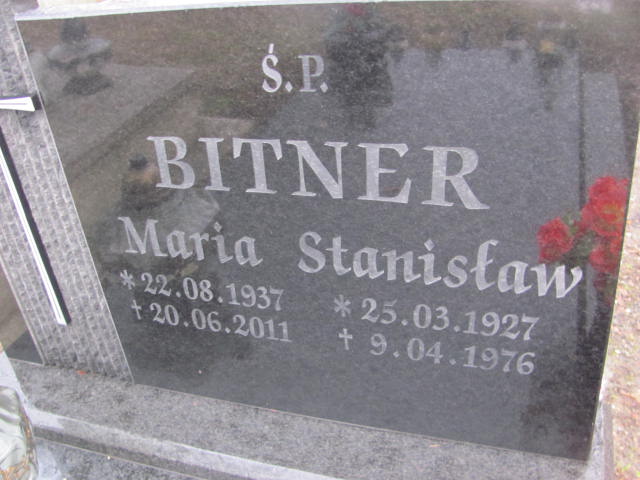 Ś.P.
BITNER
Maria Stanisław
* 22.08.1937 * 25.03.1927
† 20.06.2011 † 9.04.1976